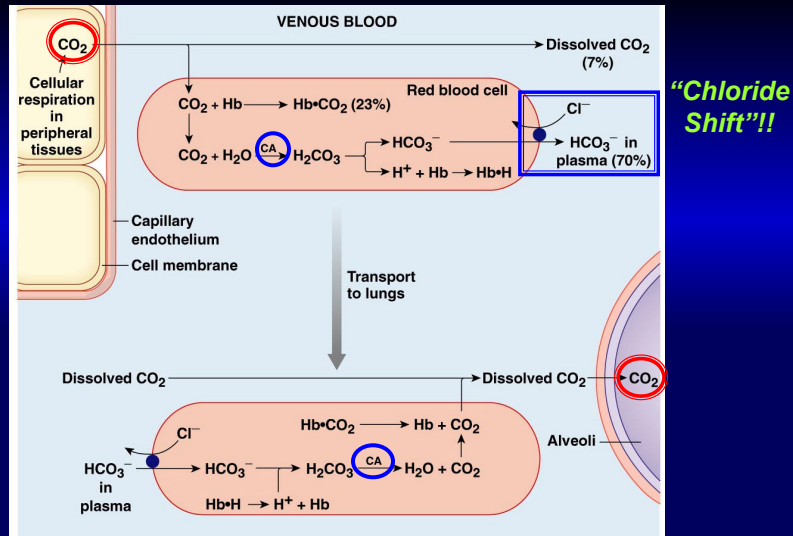 VENOUS BLOOD
CO2
Dissolved CO2
(7%)
Cellular
respiration
in
peripheral
tissues
Red blood cell
CO2 + Hb → Hb•CO2 (23%)
Cl−
"Chloride
Shift"!!
CO2 + H2O CA → H2CO3
HCO3−
HCO3− in
plasma (70%)
H+ + Hb → Hb•H
Capillary
endothelium
Cell membrane
Transport
to lungs
Dissolved CO2
Dissolved CO2
CO2
Hb•CO2 → Hb + CO2
Cl−
Alveoli
HCO3−
in
plasma
HCO3−
H2CO3 CA → H2O + CO2
Hb•H → H+ + Hb